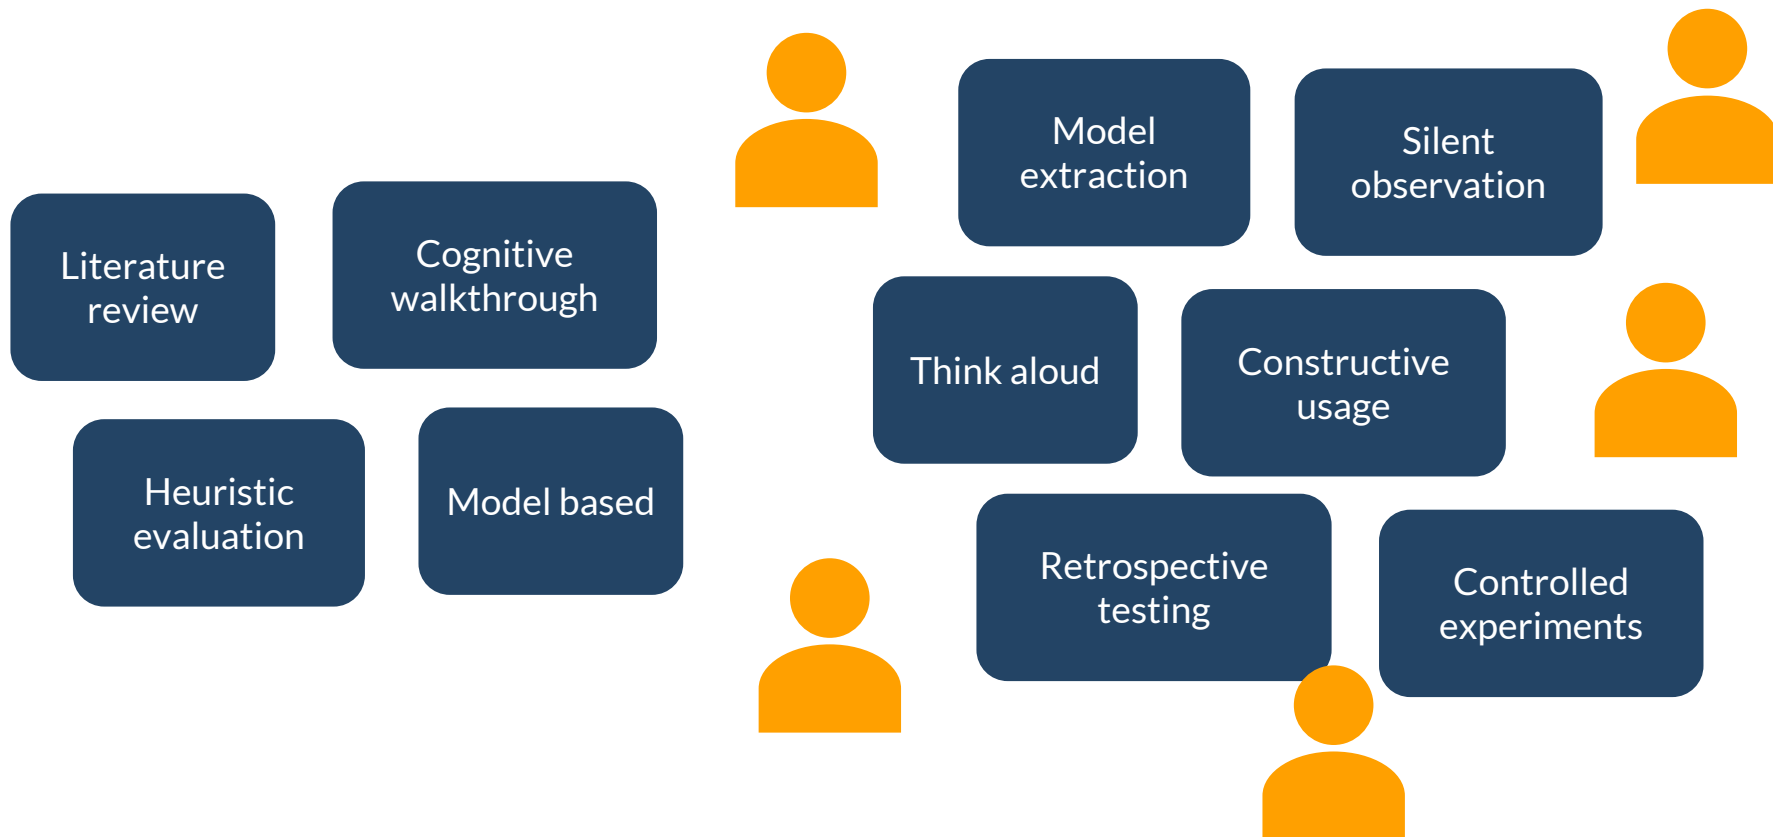 Literature
review
Cognitive
walkthrough
Heuristic
evaluation
Model based
Model
extraction
Silent
observation
Think aloud
Constructive
usage
Retrospective
testing
Controlled
experiments